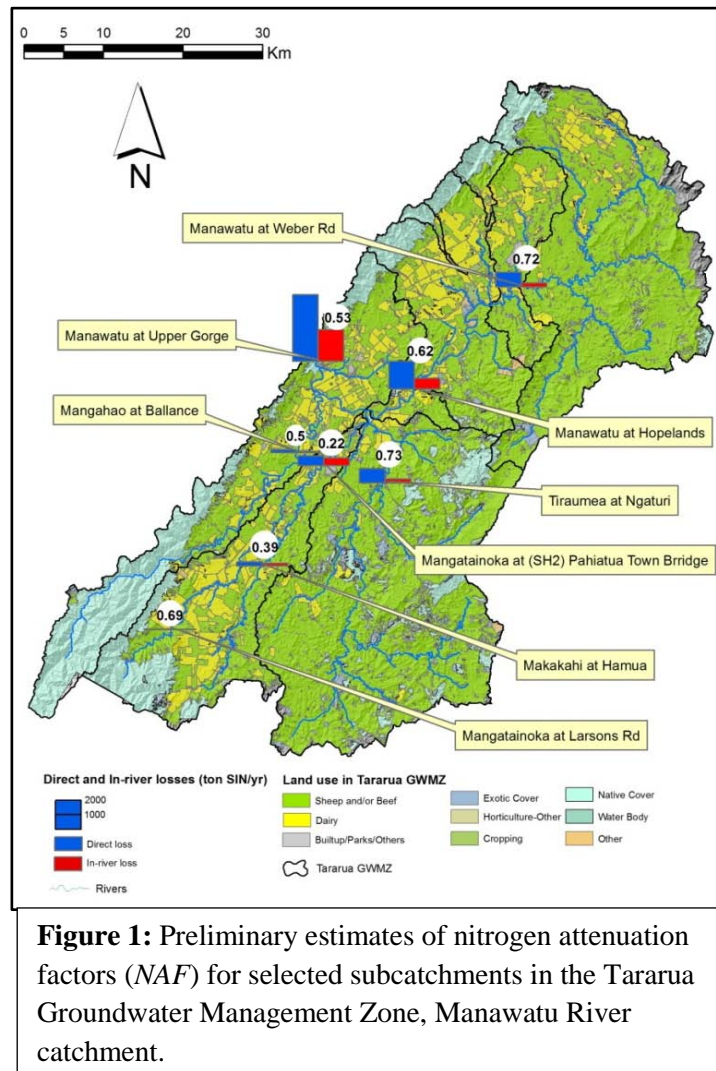 0 5 10 20 30
Km
N
Manawatu at Weber Rd
0.72
0.53
Manawatu at Upper Gorge
0.62
Mangahao at Ballance
0.5
0.22
0.73
Manawatu at Hopelands
Tiraumea at Ngaturi
Mangatainoka at (SH2) Pahiatua Town Brridge
0.39
0.69
Makakahi at Hamua
Mangatainoka at Larsons Rd
Direct and In-river losses (ton SIN/yr)
2000
1000
Direct loss
In-river loss
Rivers
Land use in Tararua GWMZ
Sheep and/or Beef
Dairy
Builtup/Parks/Others
Tararua GWMZ
Exotic Cover
Horticulture-Other
Cropping
Native Cover
Water Body
Other
Figure 1: Preliminary estimates of nitrogen attenuation
factors (NAF) for selected subcatchments in the Tararua
Groundwater Management Zone, Manawatu River
catchment.